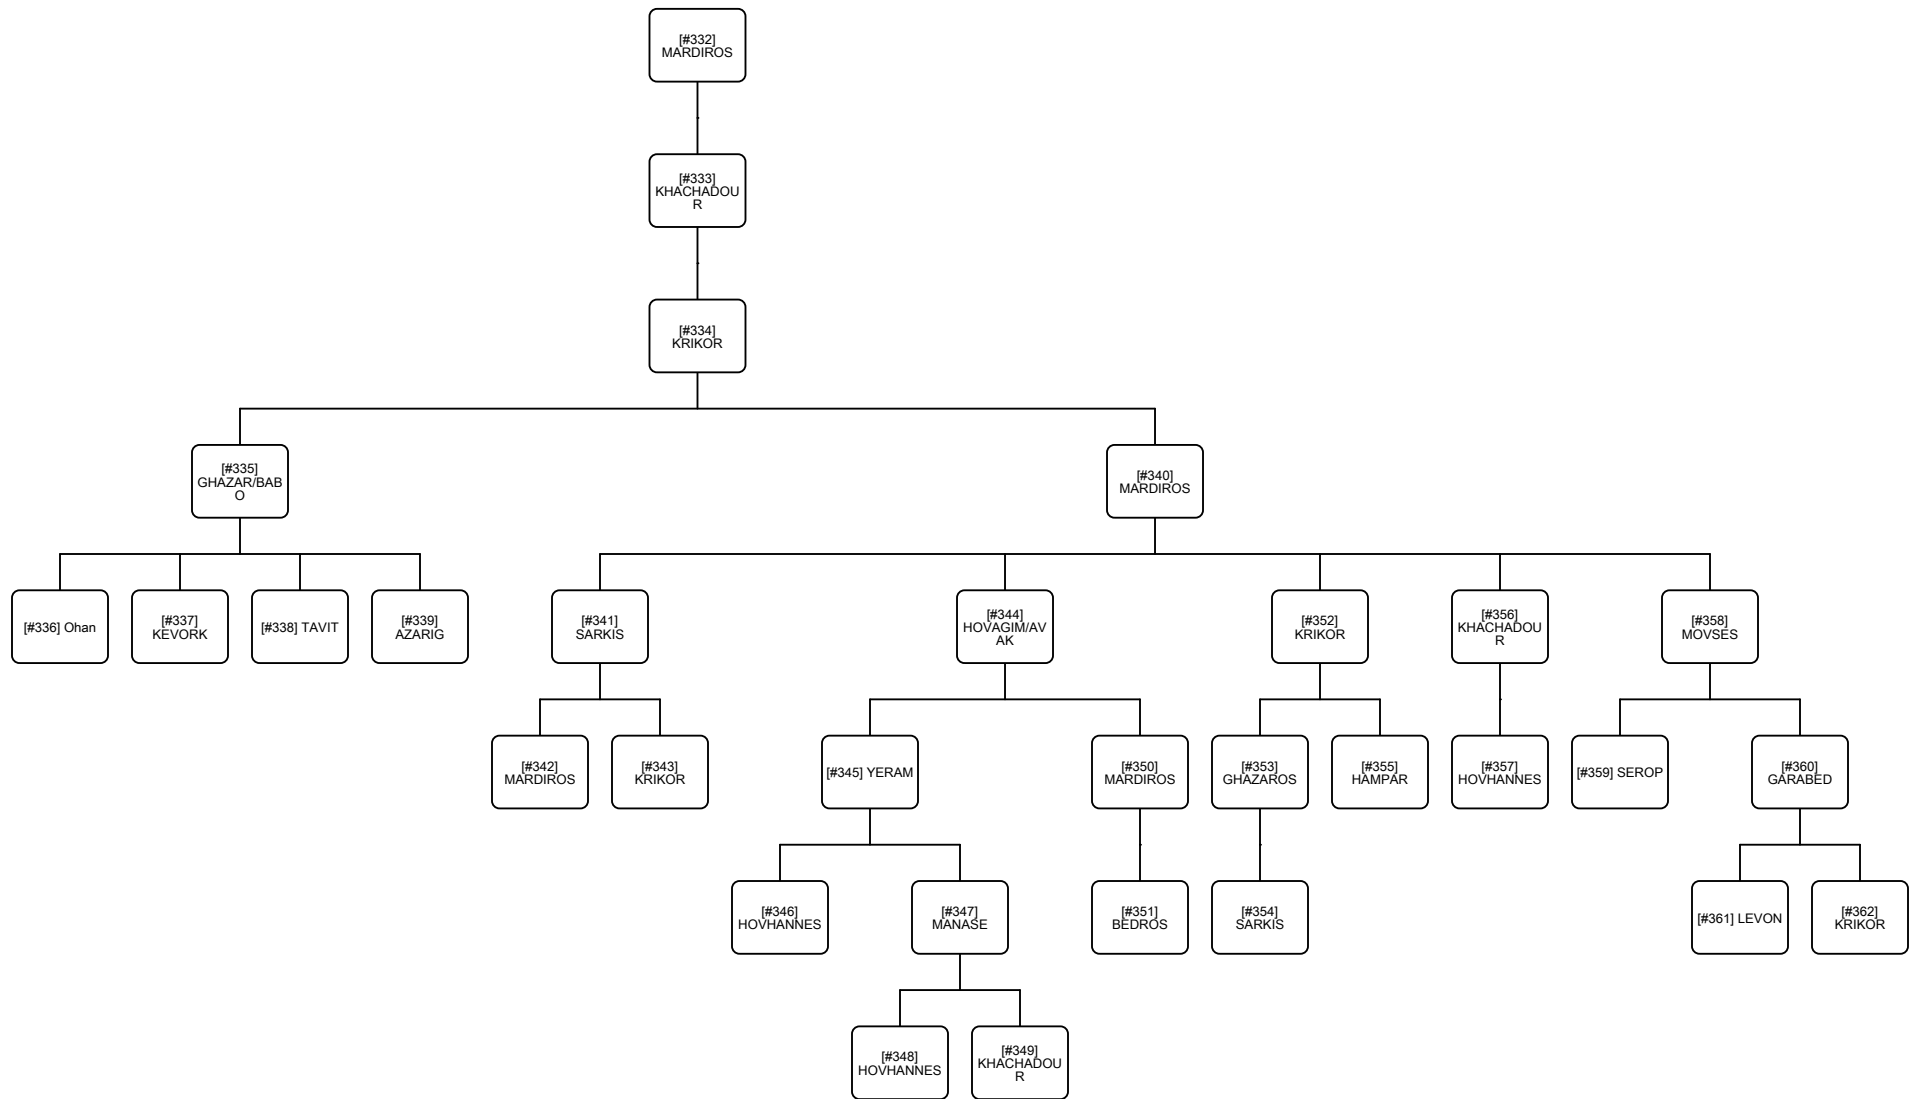 [#332]
MARDIROS
[#333]
KHACHADOU
R
[#334]
KRIKOR
[#335]
GHAZAR/BAB
O
[#340]
MARDIROS
[#336] Ohan
[#337]
KEVORK
[#338] TAVIT
[#339]
AZARIG
[#341]
SARKIS
[#344]
HOVAGIM/AV
AK
[#352]
KRIKOR
[#356]
KHACHADOU
R
[#358]
MOVSES
[#342]
MARDIROS
[#343]
KRIKOR
[#345] YERAM
[#350]
MARDIROS
[#353]
GHAZAROS
[#355]
HAMPAR
[#357]
HOVHANNES
[#359] SEROP
[#360]
GARABED
[#346]
HOVHANNES
[#347]
MANASE
[#351]
BEDROS
[#354]
SARKIS
[#361] LEVON
[#362]
KRIKOR
[#348]
HOVHANNES
[#349]
KHACHADOU
R